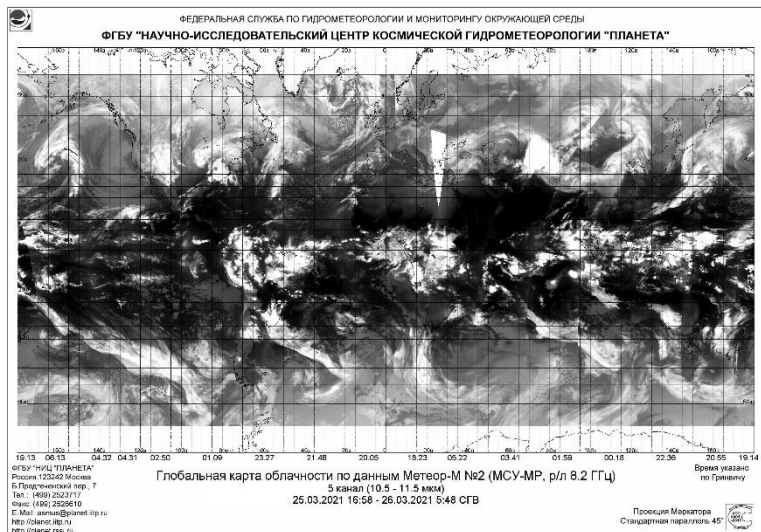 ФЕДЕРАЛЬНАЯ СЛУЖБА ПО ГИДРОМЕТЕОРОЛОГИИ И МОНИТОРИНГУ ОКРУЖАЮЩЕЙ СРЕДЫ
ФГБУ "НАУЧНО-ИССЛЕДОВАТЕЛЬСКИЙ ЦЕНТР КОСМИЧЕСКОЙ ГИДРОМЕТЕОРОЛОГИИ "ПЛАНЕТА"
19.13 06.13 04.32 04.31 02.50 01.09 23.27 21.48 20.05 18.23 05.22 03.41 01.59 00.18 22.36 20.55 19.14
ФГБУ "НИЦ "ПЛАНЕТА"
Россия,123242 Москва
Б.Предтеченский пер., 7
Тел.: (499) 2523717
Факс: (499) 2526610
E-Mail: asmus@planet.iitp.ru
http://planet.iitp.ru
Глобальная карта облачности по данным Метеор-М №2 (МСУ-МР, р/л 8.2 ГГц)
5 канал (10.5 - 11.5 мкм)
25.03.2021 16:58 - 26.03.2021 5:48 СГВ
Время указано
по Гринвичу
Проекция Меркатора
Стандартная параллель 45°